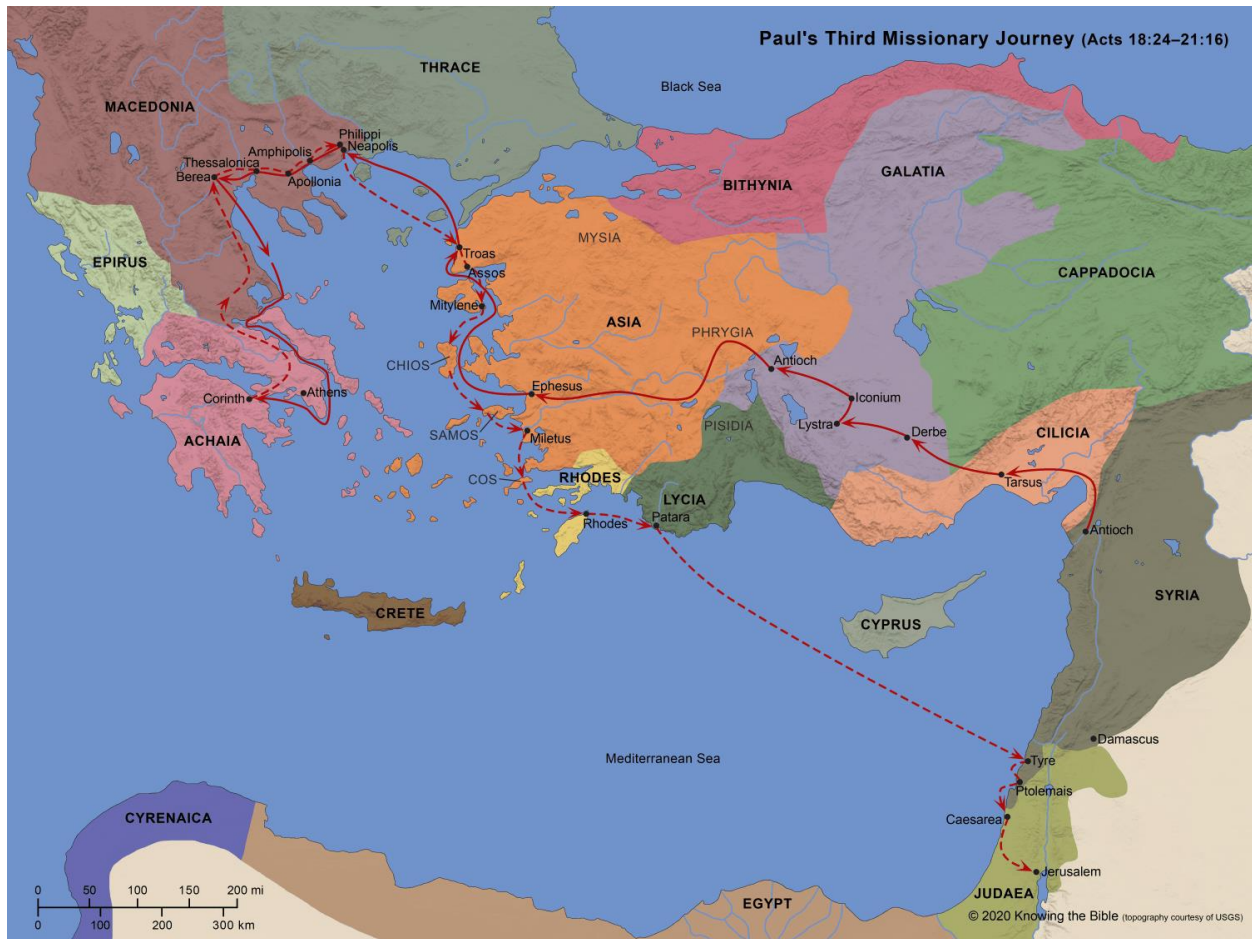 Paul's Third Missionary Journey (Acts 18:24–21:16)
THRACE
Black Sea
MACEDONIA
Philippi
Neapolis
Amphipolis
Thessalonica
Berea
Apollonia
BITHYNIA
GALATIA
EPIRUS
MYSIA
Troas
Assos
CAPPADOCIA
Mitylene
ASIA
PHRYGIA
CHIOS
Antioch
Ephesus
Athens
Corinth
Iconium
Lystra
Derbe
SAMOS
Miletus
PISIDIA
CILICIA
ACHAIA
COS
RHODES
Tarsus
LYCIA
Rhodes
Patara
Antioch
SYRIA
CRETE
CYPRUS
Damascus
Mediterranean Sea
Tyre
Ptolemais
CYRENAICA
Caesarea
Jerusalem
0 50 100 150 200 mi
0 100 200 300 km
EGYPT
JUDAEA
© 2020 Knowing the Bible (topography courtesy of USGS)